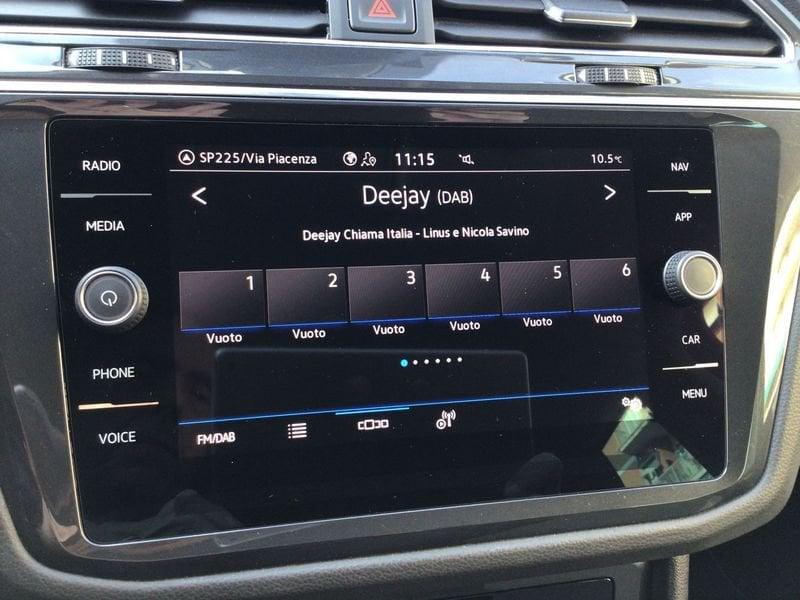 RADIO
MEDIA
PHONE
VOICE
SP225/Via Piacenza 11:15 10.5°C
Deejay (DAB)
Deejay Chiama Italia - Linus e Nicola Savino
1 2 3 4 5 6
Vuoto Vuoto Vuoto Vuoto Vuoto Vuoto
FM/DAB
NAV
APP
CAR
MENU